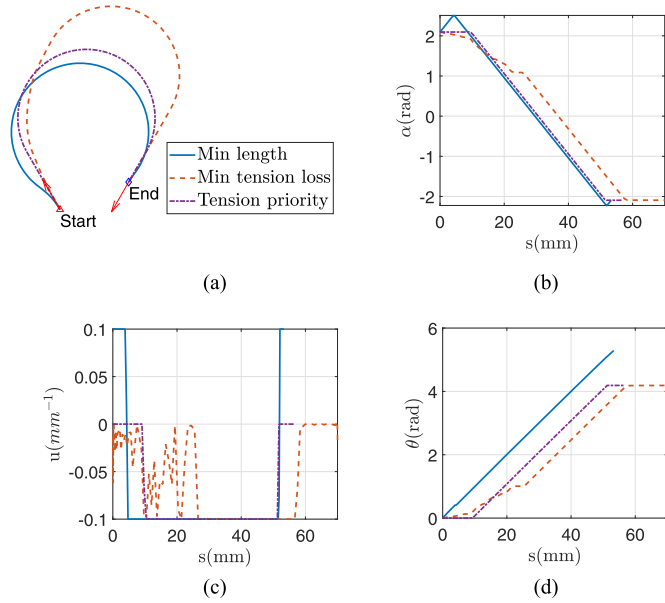 Start
End
Min length
Min tension loss
Tension priority
(a)
2
1
0
-1
-2
α(rad)
0 20 40 60
s(mm)
(b)
0.1
0.05
0
-0.05
-0.1
u(mm⁻¹)
0 20 40 60
s(mm)
(c)
6
4
2
0
θ(rad)
0 20 40 60
s(mm)
(d)